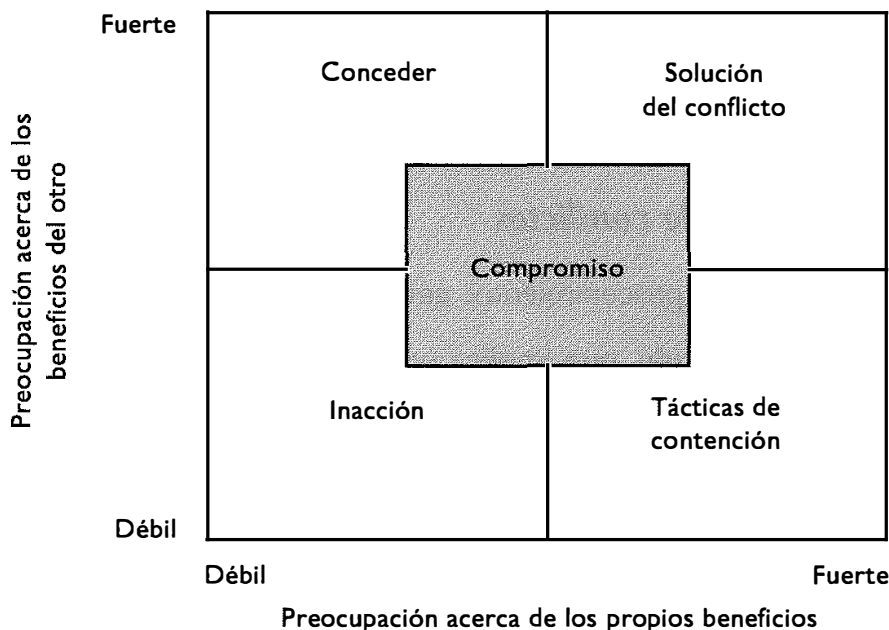 Fuerte
Conceder
Solución
del conflicto
Preocupación acerca de los
beneficios del otro
Compromiso
Inacción
Tácticas de
contención
Débil
Débil
Fuerte
Preocupación acerca de los propios beneficios